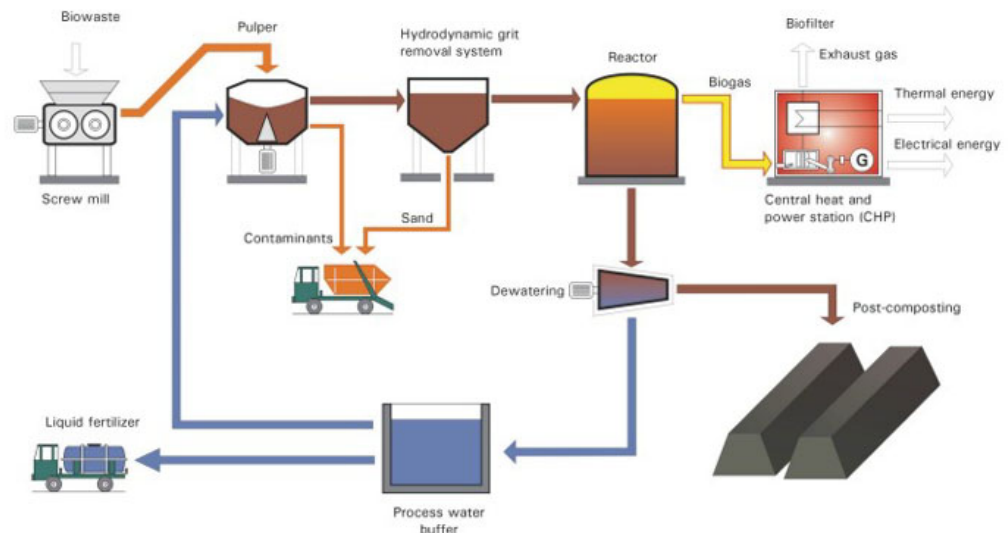 Biowaste
Pulper
Hydrodynamic grit
removal system
Reactor
Biogas
Biofilter
Exhaust gas
Thermal energy
Electrical energy
G
Central heat and
power station (CHP)
Screw mill
Sand
Contaminants
Dewatering
Post-composting
Liquid fertilizer
Process water
buffer